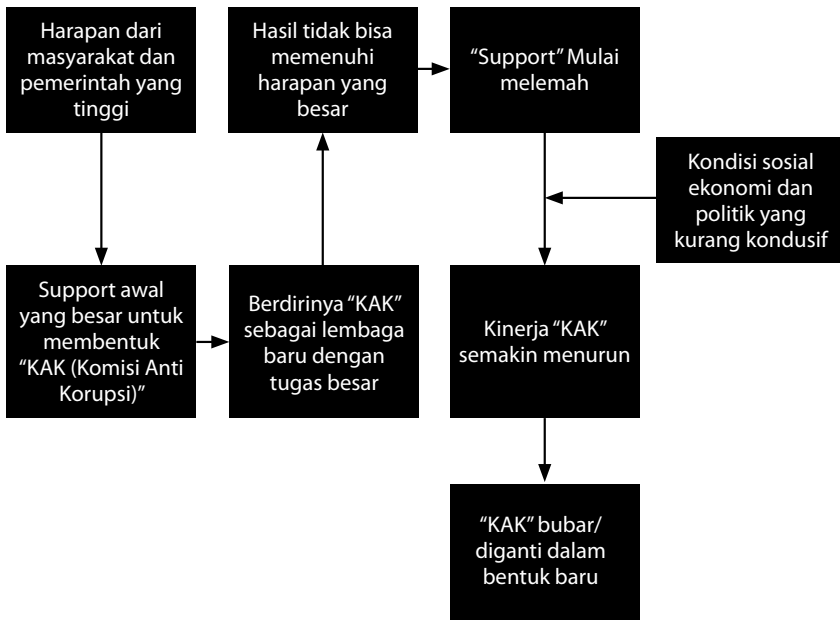 Harapan dari
masyarakat dan
pemerintah yang
tinggi
Support awal
yang besar untuk
membentuk
“KAK (Komisi Anti
Korupsi)”
Berdirinya “KAK”
sebagai lembaga
baru dengan
tugas besar
Hasil tidak bisa
memenuhi
harapan yang
besar
“Support” Mulai
melemah
Kondisi sosial
ekonomi dan
politik yang
kurang kondusif
Kinerja “KAK”
semakin menurun
“KAK” bubar/
diganti dalam
bentuk baru